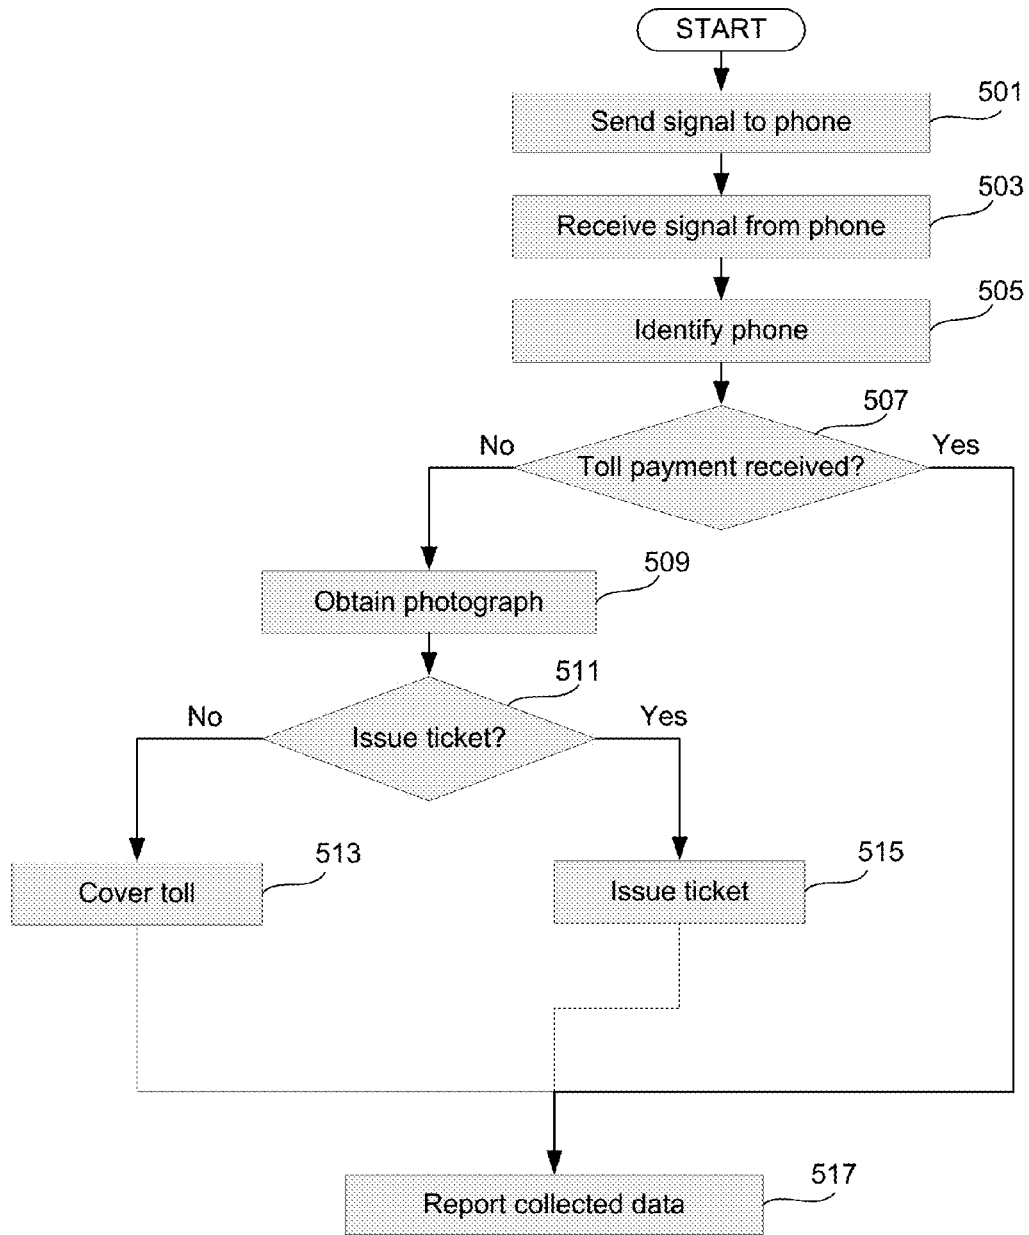 START
501
Send signal to phone
503
Receive signal from phone
505
Identify phone
507
No
Yes
Toll payment received?
509
Obtain photograph
511
No
Yes
Issue ticket?
513
515
Cover toll
Issue ticket
517
Report collected data